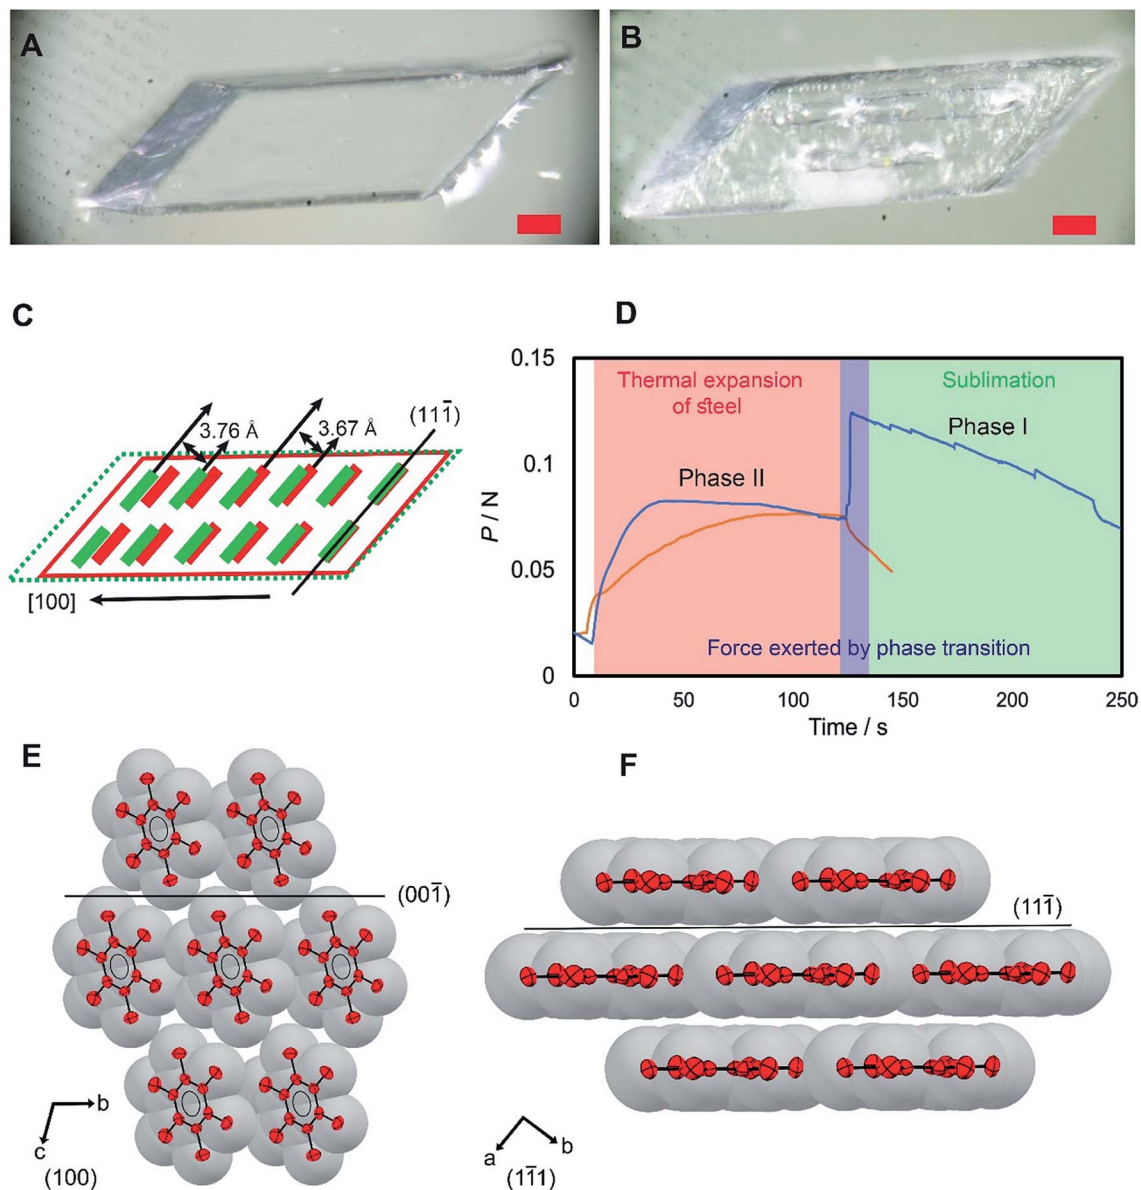 A
B
C
D
3.76 Å
3.67 Å
(111̅)
[100]
P / N
0.15
0.1
0.05
0
Thermal expansion
of steel
Sublimation
Phase II
Phase I
Force exerted by phase transition
0
50
100
150
200
250
Time / s
E
F
(001̅)
(111̅)
b
c
(100)
a
b
(11̅1)